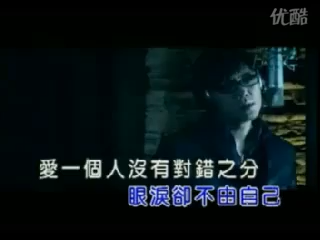 优酷
愛一個人沒有對錯之分
眼淚卻不由自己